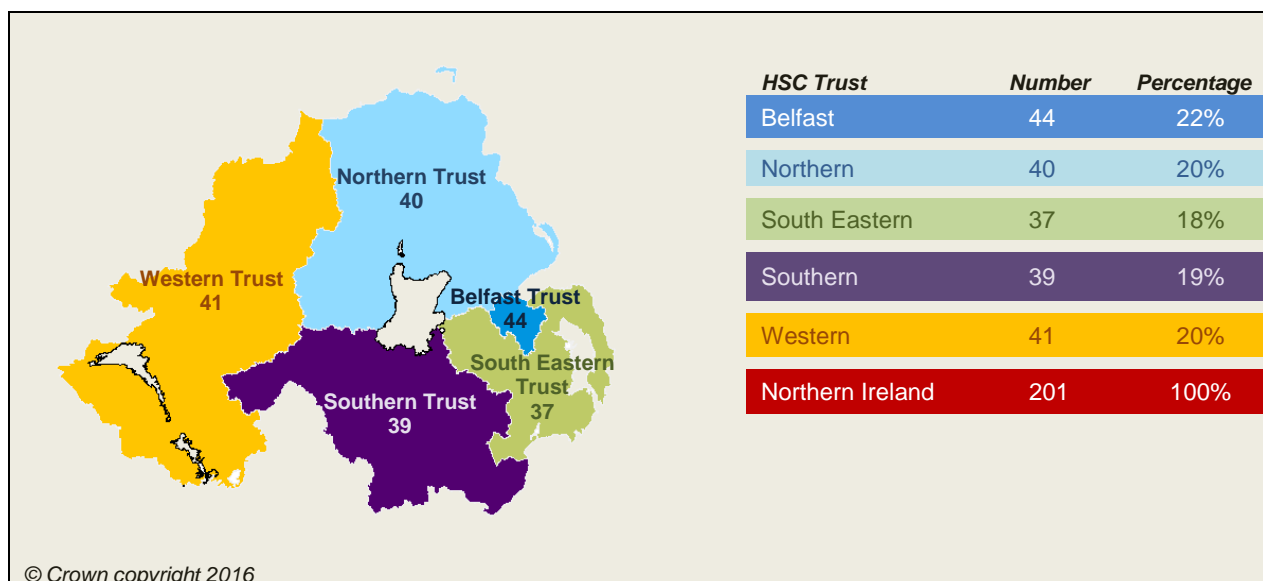 HSC Trust Number Percentage
Belfast 44 22%
Northern 40 20%
South Eastern 37 18%
Southern 39 19%
Western 41 20%
Northern Ireland 201 100%
Northern Trust
40
Western Trust
41
Belfast Trust
44
South Eastern
Trust
37
Southern Trust
39
© Crown copyright 2016